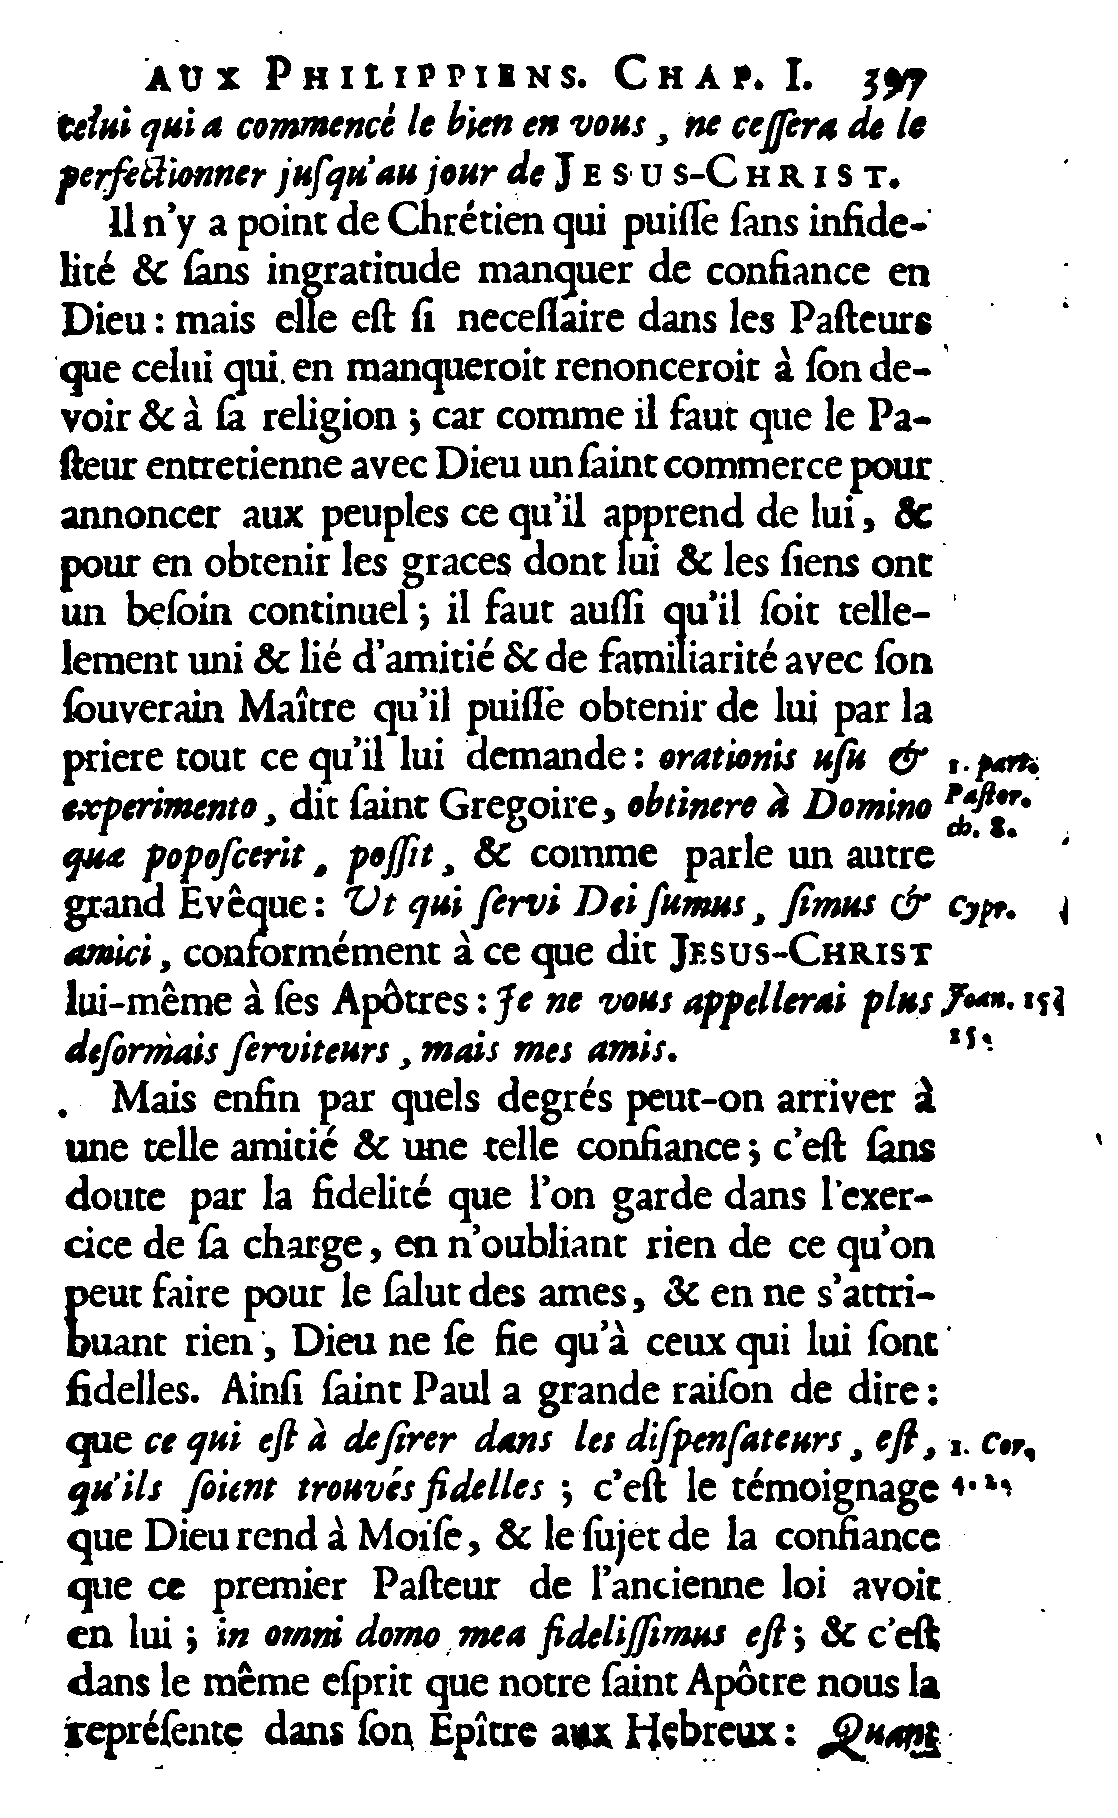 AUX PHILIPPIENS. CHAP. I. 397
celui qui a commencé le bien en vous, ne ceſſera de le
perfectionner juſqu'au jour de JESUS-CHRIST.
Il n'y a point de Chrétien qui puiſſe ſans infide-
lité & ſans ingratitude manquer de confiance en
Dieu : mais elle eſt ſi neceſſaire dans les Paſteurs
que celui qui en manqueroit renonceroit à ſon de-
voir & à ſa religion ; car comme il faut que le Pa-
ſteur entretienne avec Dieu un ſaint commerce pour
annoncer aux peuples ce qu'il apprend de lui, &
pour en obtenir les graces dont lui & les ſiens ont
un beſoin continuel ; il faut auſſi qu'il ſoit telle-
lement uni & lié d'amitié & de familiarité avec ſon
ſouverain Maître qu'il puiſſe obtenir de lui par la
priere tout ce qu'il lui demande : orationis uſu & 1. part.
experimento, dit ſaint Gregoire, obtinere à Domino Paſtor.
ch. 8.
quæ popoſcerit, poſſit, & comme parle un autre
grand Evêque : Ut qui ſervi Dei ſumus, ſimus & Cypr.
amici, conformément à ce que dit JESUS-CHRIST
lui-même à ſes Apôtres : Je ne vous appellerai plus Joan. 15.
deſormais ſerviteurs, mais mes amis. 15.
Mais enfin par quels degrés peut-on arriver à
une telle amitié & une telle confiance ; c'eſt ſans
doute par la fidelité que l'on garde dans l'exer-
cice de ſa charge, en n'oubliant rien de ce qu'on
peut faire pour le ſalut des ames, & en ne s'attri-
buant rien, Dieu ne ſe fie qu'à ceux qui lui ſont
fidelles. Ainſi ſaint Paul a grande raiſon de dire :
que ce qui eſt à deſirer dans les diſpenſateurs, eſt, 1. Cor.
qu'ils ſoient trouvés fidelles ; c'eſt le témoignage 4. 2.
que Dieu rend à Moïſe, & le ſujet de la confiance
que ce premier Paſteur de l'ancienne loi avoit
en lui ; in omni domo mea fideliſſimus eſt ; & c'eſt
dans le même eſprit que notre ſaint Apôtre nous la
repréſente dans ſon Epître aux Hebreux : Quant